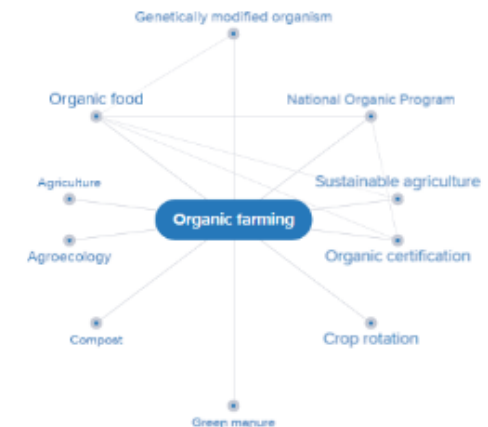 Genetically modified organism
Organic food
National Organic Program
Agriculture
Sustainable agriculture
Organic farming
Agroecology
Organic certification
Compost
Crop rotation
Green manure